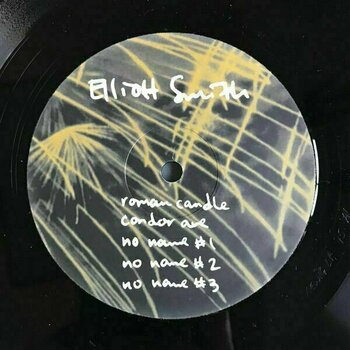 Elliott Smith
roman candle
condor ave
no name #1
no name #2
no name #3